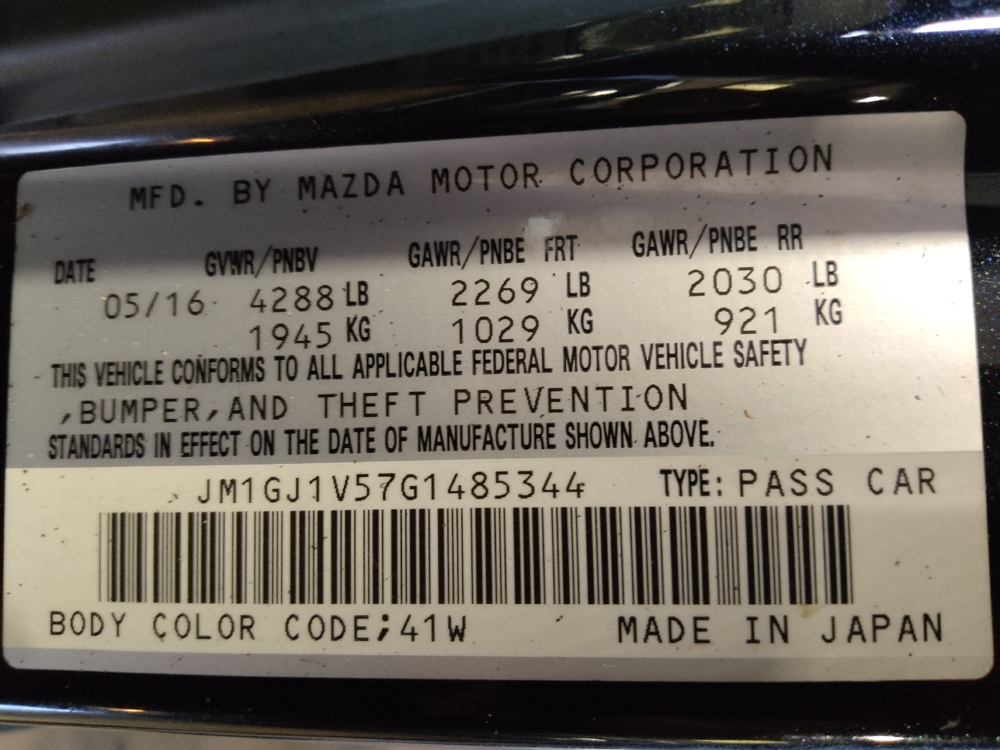 MFD. BY MAZDA MOTOR CORPORATION
DATE GVWR/PNBV GAWR/PNBE FRT GAWR/PNBE RR
05/16 4288 LB 2269 LB 2030 LB
1945 KG 1029 KG 921 KG
THIS VEHICLE CONFORMS TO ALL APPLICABLE FEDERAL MOTOR VEHICLE SAFETY
,BUMPER,AND THEFT PREVENTION
STANDARDS IN EFFECT ON THE DATE OF MANUFACTURE SHOWN ABOVE.
JM1GJ1V57G1485344 TYPE: PASS CAR
BODY COLOR CODE;41W MADE IN JAPAN